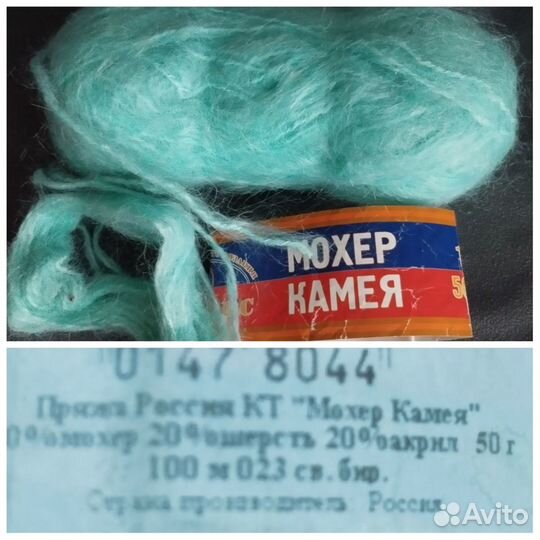 МОХЕР
КАМЕЯ
"0147 8044"
Пряжа Россия КТ "Мохер Камея"
0%мохер 20%шерсть 20%акрил 50 г
100 м 023 св.бир.
Страна производитель: Россия
Avito